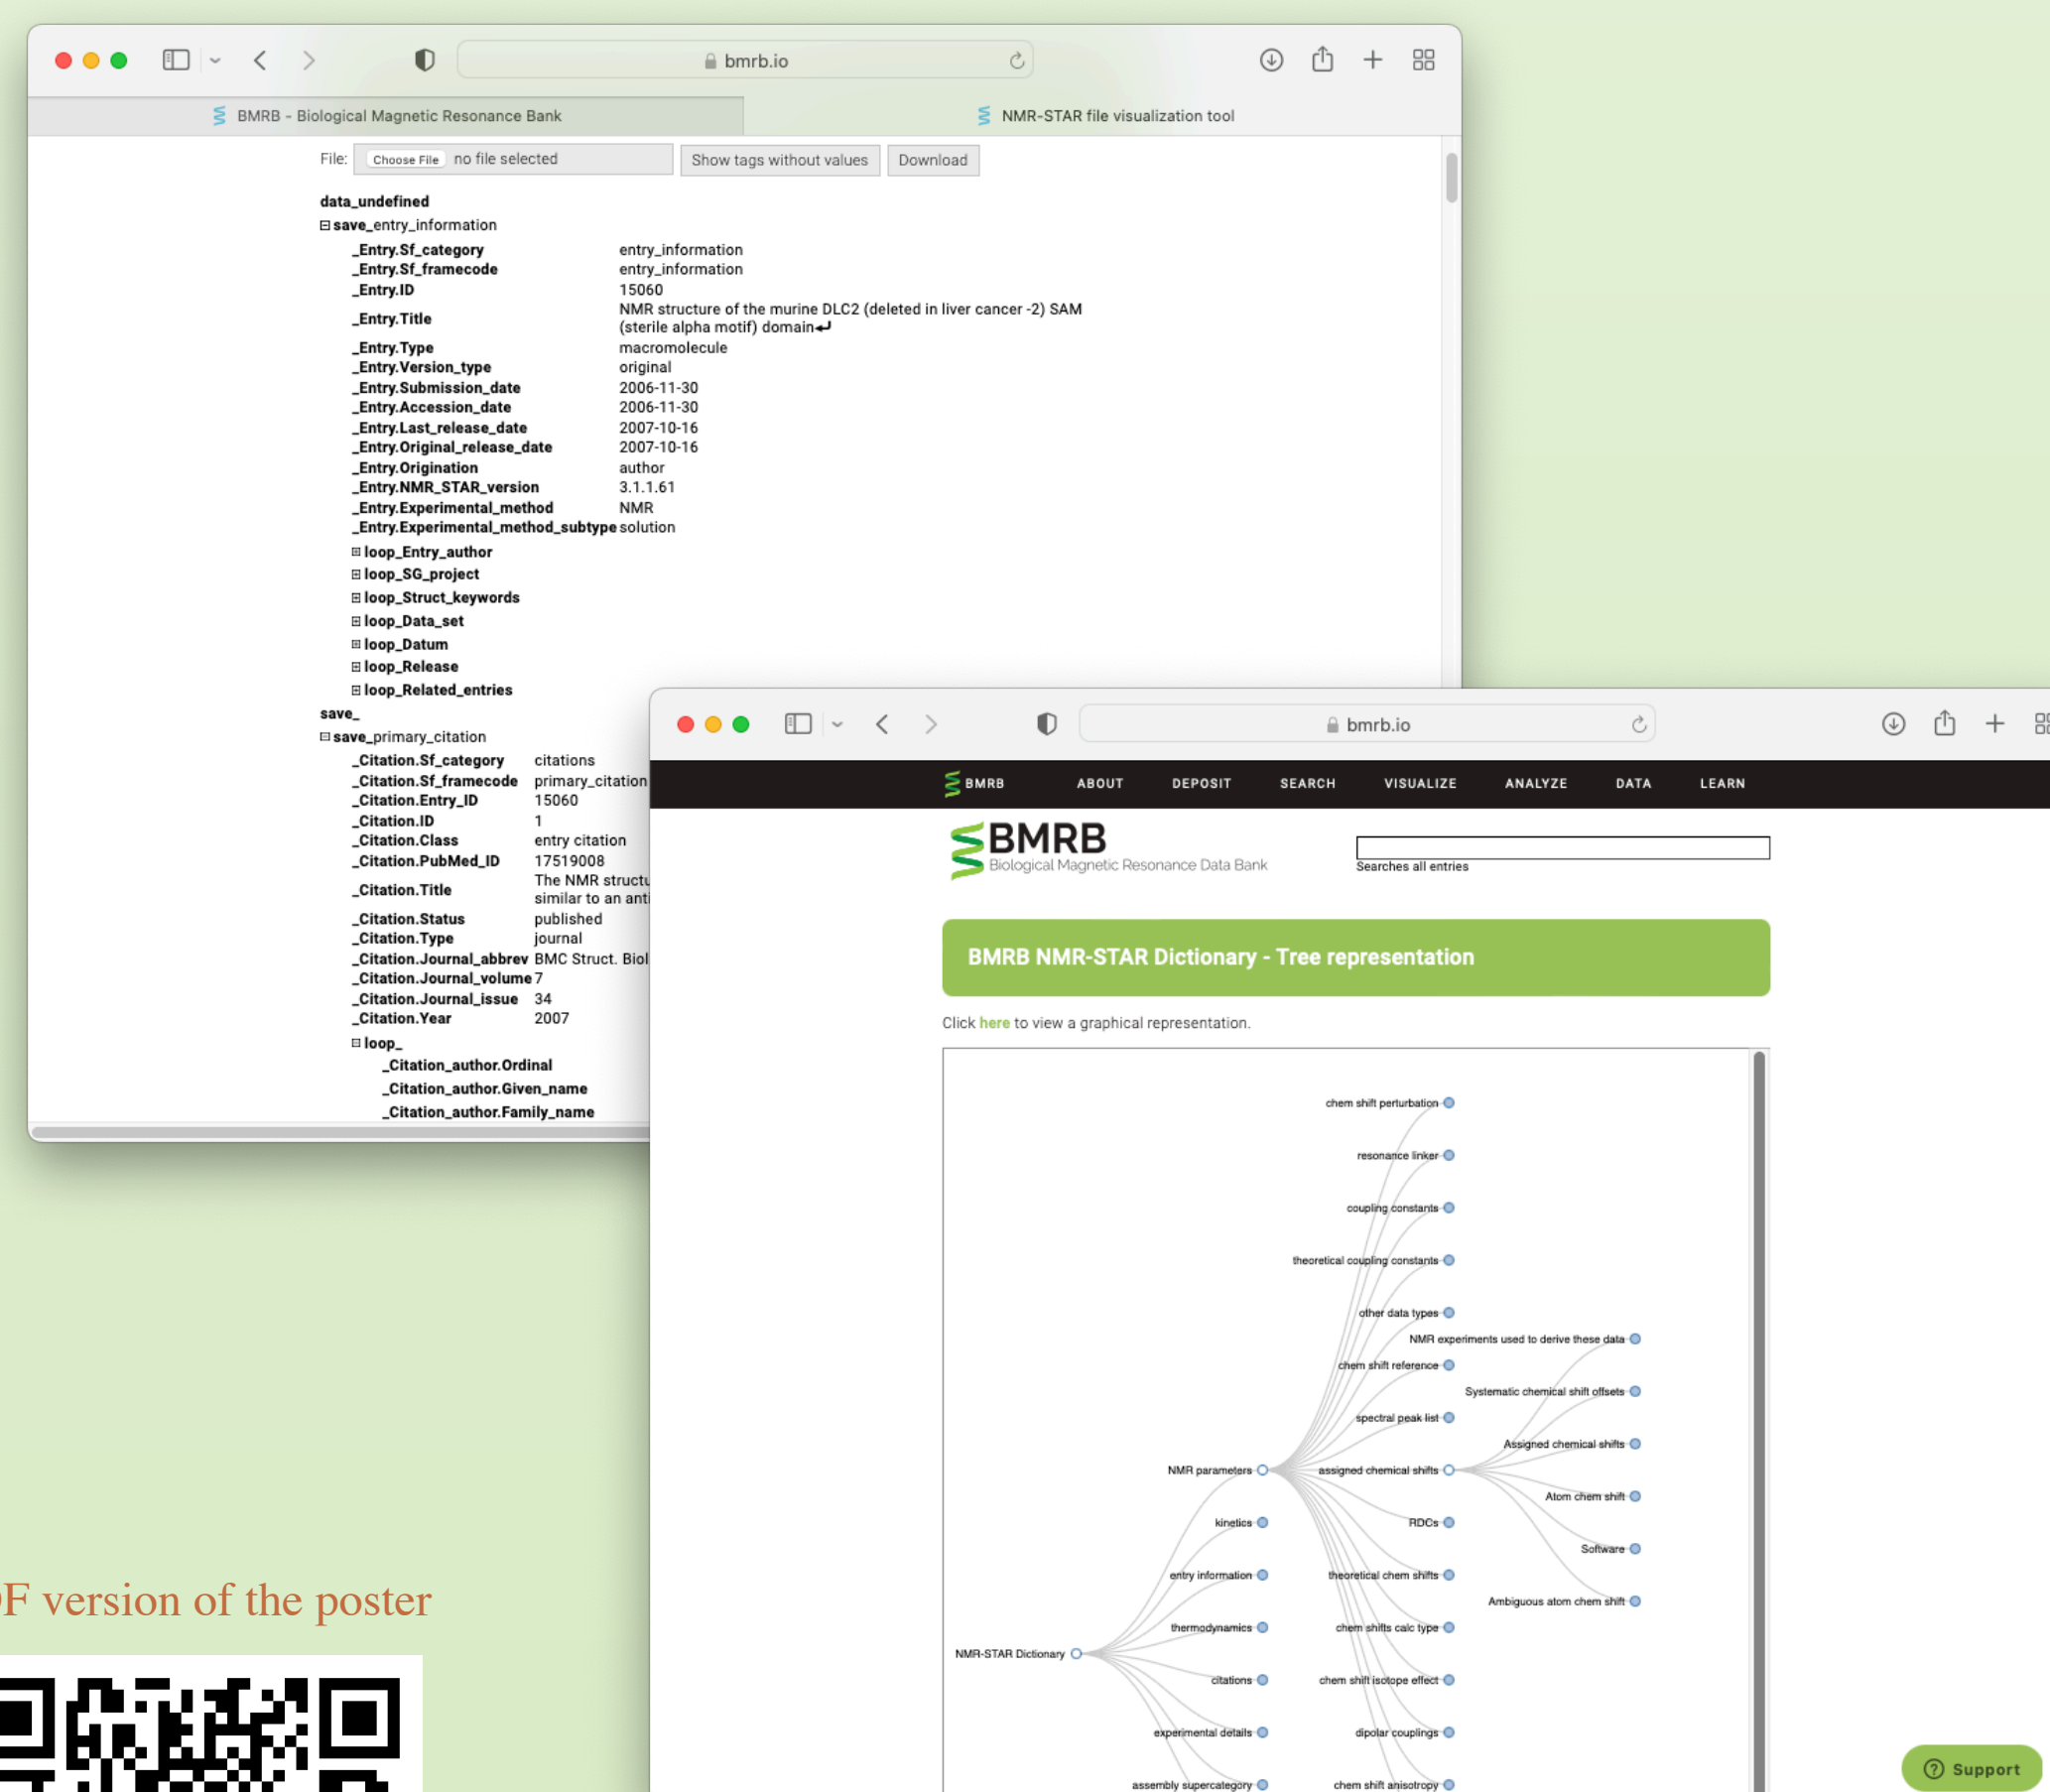 bmrb.io
BMRB - Biological Magnetic Resonance Bank
NMR-STAR file visualization tool
File: Choose File no file selected Show tags without values Download
data_undefined
save_entry_information
_Entry.Sf_category entry_information
_Entry.Sf_framecode entry_information
_Entry.ID 15060
_Entry.Title NMR structure of the murine DLC2 (deleted in liver cancer -2) SAM
(sterile alpha motif) domain↵
_Entry.Type macromolecule
_Entry.Version_type original
_Entry.Submission_date 2006-11-30
_Entry.Accession_date 2006-11-30
_Entry.Last_release_date 2007-10-16
_Entry.Original_release_date 2007-10-16
_Entry.Origination author
_Entry.NMR_STAR_version 3.1.1.61
_Entry.Experimental_method NMR
_Entry.Experimental_method_subtype solution
loop_Entry_author
loop_SG_project
loop_Struct_keywords
loop_Data_set
loop_Datum
loop_Release
loop_Related_entries
save_
save_primary_citation
_Citation.Sf_category citations
_Citation.Sf_framecode primary_citation
_Citation.Entry_ID 15060
_Citation.ID 1
_Citation.Class entry citation
_Citation.PubMed_ID 17519008
_Citation.Title The NMR structu
similar to an anti
_Citation.Status published
_Citation.Type journal
_Citation.Journal_abbrev BMC Struct. Biol
_Citation.Journal_volume 7
_Citation.Journal_issue 34
_Citation.Year 2007
loop_
_Citation_author.Ordinal
_Citation_author.Given_name
_Citation_author.Family_name
bmrb.io
BMRB ABOUT DEPOSIT SEARCH VISUALIZE ANALYZE DATA LEARN
BMRB
Biological Magnetic Resonance Data Bank
Searches all entries
BMRB NMR-STAR Dictionary - Tree representation
Click here to view a graphical representation.
chem shift perturbation
resonance linker
coupling constants
theoretical coupling constants
other data types
NMR experiments used to derive these data
chem shift reference
Systematic chemical shift offsets
spectral peak list
Assigned chemical shifts
NMR parameters
assigned chemical shifts
Atom chem shift
kinetics
RDCs
Software
entry information
theoretical chem shifts
Ambiguous atom chem shift
thermodynamics
chem shifts calc type
NMR-STAR Dictionary
citations
chem shift isotope effect
experimental details
dipolar couplings
assembly supercategory
chem shift anisotropy
Support
F version of the poster